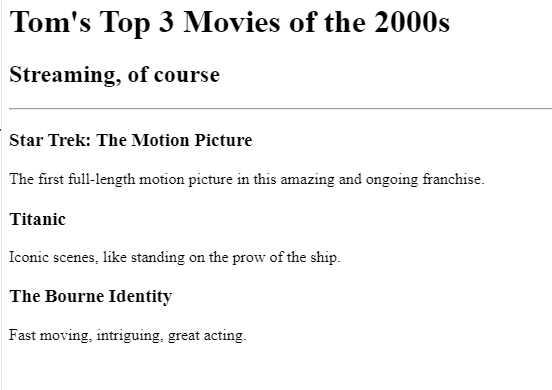 Tom's Top 3 Movies of the 2000s
Streaming, of course
Star Trek: The Motion Picture
The first full-length motion picture in this amazing and ongoing franchise.
Titanic
Iconic scenes, like standing on the prow of the ship.
The Bourne Identity
Fast moving, intriguing, great acting.